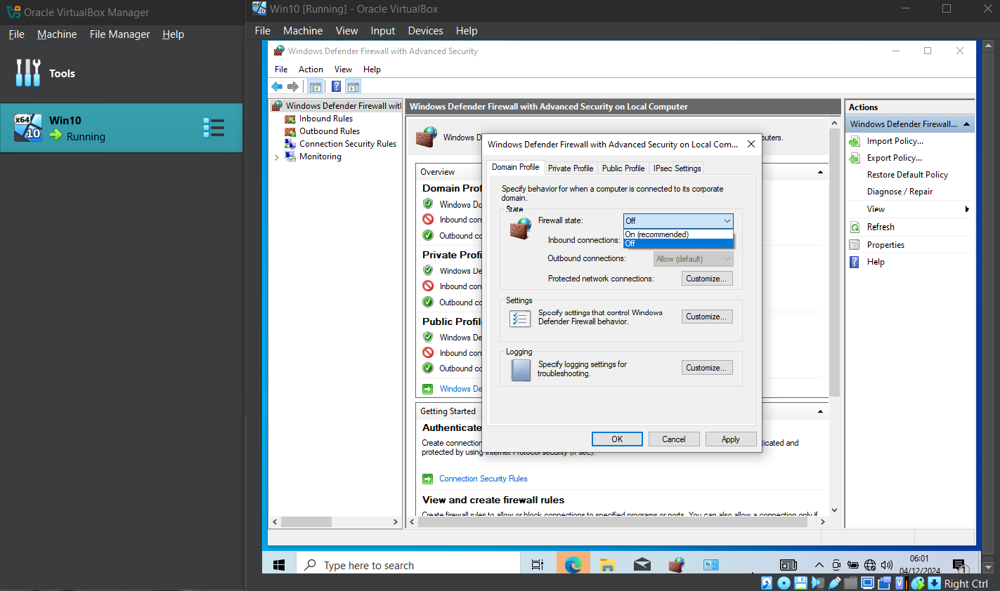 Oracle VirtualBox Manager
File Machine File Manager Help
Tools
x64
10
Win10
Running
Win10 [Running] - Oracle VirtualBox
File Machine View Input Devices Help
Windows Defender Firewall with Advanced Security
File Action View Help
Windows Defender Firewall wit
Inbound Rules
Outbound Rules
Connection Security Rules
Monitoring
Windows Defender Firewall with Advanced Security on Local Computer
Windows D
uters.
Overview
Domain Prof
Windows De
Inbound con
Outbound co
Private Profi
Windows De
Inbound con
Outbound co
Public Profil
Windows De
Inbound con
Outbound co
Windows De
Getting Started
Authenticate
Create connection
ticated and
protected by using Internet Protocol security (IPsec).
Connection Security Rules
View and create firewall rules
Create firewall rules to allow or block connections to specified programs or ports. You can also allow a connection only if
Windows Defender Firewall with Advanced Security on Local Com...
Domain Profile Private Profile Public Profile IPsec Settings
Specify behavior for when a computer is connected to its corporate
domain.
State
Firewall state: Off
On (recommended)
Off
Inbound connections:
Outbound connections: Allow (default)
Protected network connections: Customize...
Settings
Specify settings that control Windows
Defender Firewall behavior.
Customize...
Logging
Specify logging settings for
troubleshooting.
Customize...
OK Cancel Apply
Actions
Windows Defender Firewall...
Import Policy...
Export Policy...
Restore Default Policy
Diagnose / Repair
View
Refresh
Properties
Help
Type here to search
06:01
04/12/2024
1
Right Ctrl